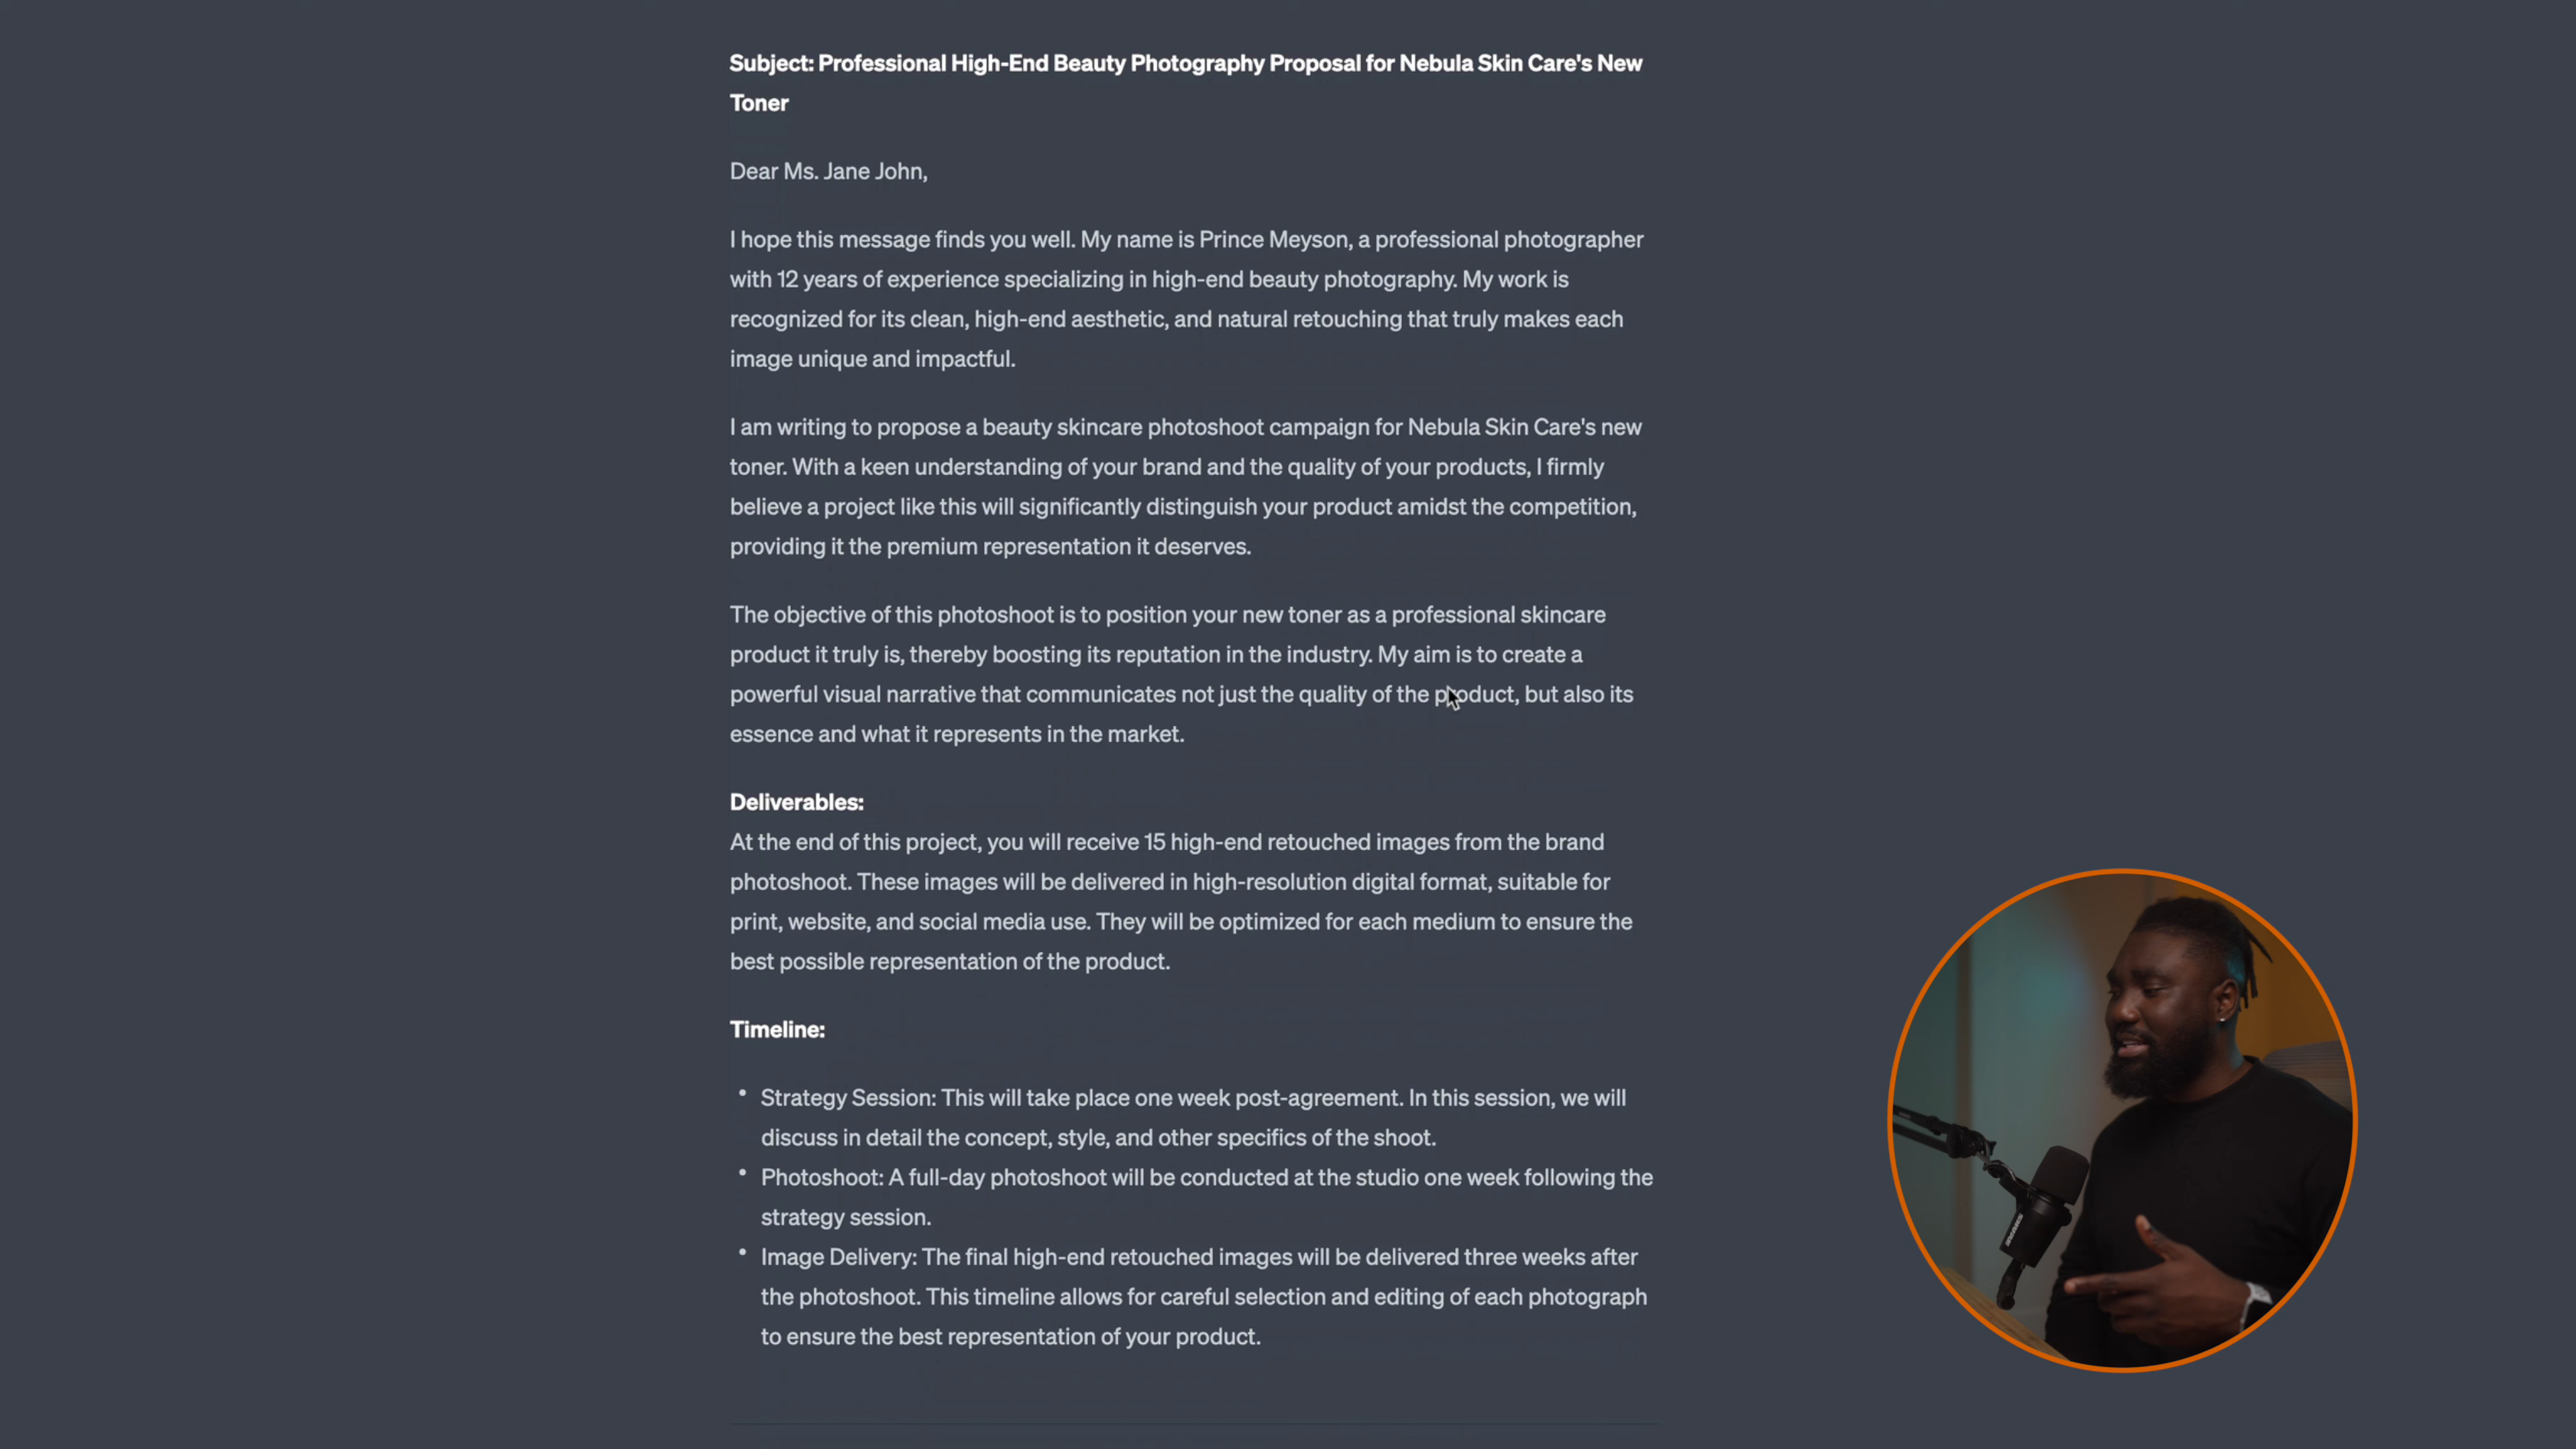 Subject: Professional High-End Beauty Photography Proposal for Nebula Skin Care's New
Toner
Dear Ms. Jane John,
I hope this message finds you well. My name is Prince Meyson, a professional photographer
with 12 years of experience specializing in high-end beauty photography. My work is
recognized for its clean, high-end aesthetic, and natural retouching that truly makes each
image unique and impactful.
I am writing to propose a beauty skincare photoshoot campaign for Nebula Skin Care's new
toner. With a keen understanding of your brand and the quality of your products, I firmly
believe a project like this will significantly distinguish your product amidst the competition,
providing it the premium representation it deserves.
The objective of this photoshoot is to position your new toner as a professional skincare
product it truly is, thereby boosting its reputation in the industry. My aim is to create a
powerful visual narrative that communicates not just the quality of the product, but also its
essence and what it represents in the market.
Deliverables:
At the end of this project, you will receive 15 high-end retouched images from the brand
photoshoot. These images will be delivered in high-resolution digital format, suitable for
print, website, and social media use. They will be optimized for each medium to ensure the
best possible representation of the product.
Timeline:
• Strategy Session: This will take place one week post-agreement. In this session, we will
discuss in detail the concept, style, and other specifics of the shoot.
• Photoshoot: A full-day photoshoot will be conducted at the studio one week following the
strategy session.
• Image Delivery: The final high-end retouched images will be delivered three weeks after
the photoshoot. This timeline allows for careful selection and editing of each photograph
to ensure the best representation of your product.
SHURE